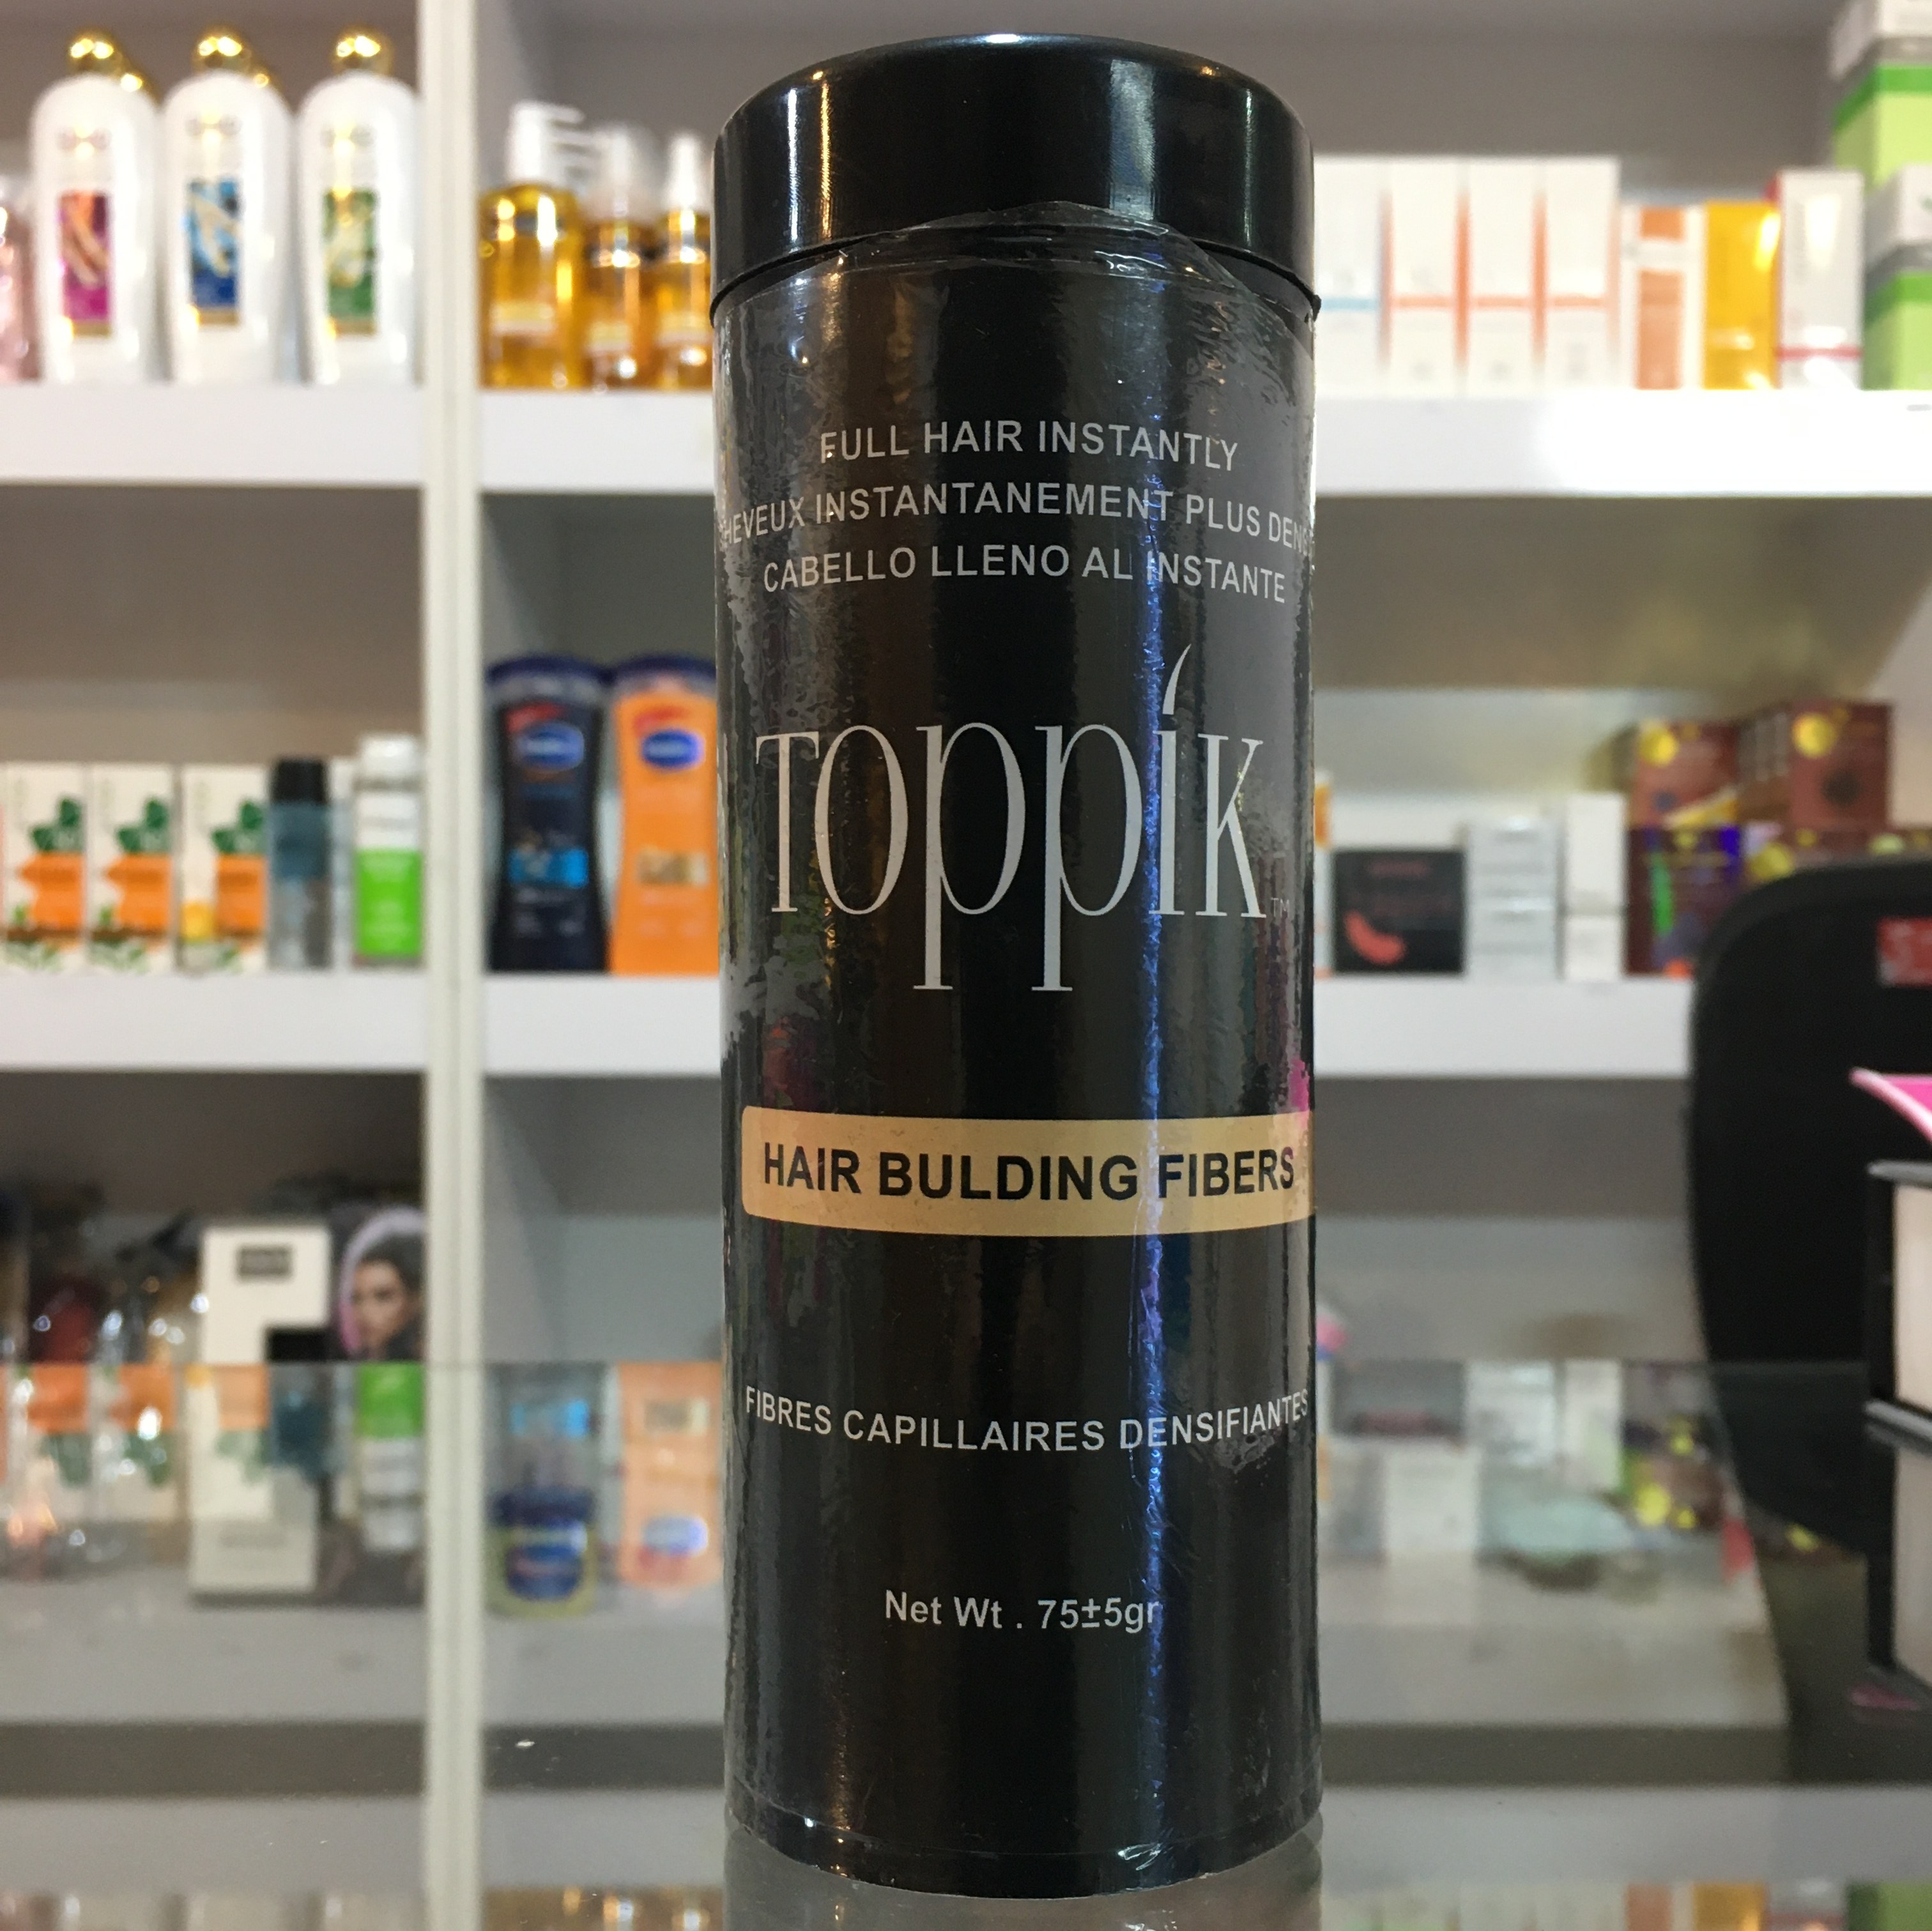 FULL HAIR INSTANTLY
HEVEUX INSTANTANEMENT PLUS DENS
CABELLO LLENO AL INSTANTE
Toppik™
HAIR BULDING FIBERS
FIBRES CAPILLAIRES DENSIFIANTES
Net Wt . 75±5gr